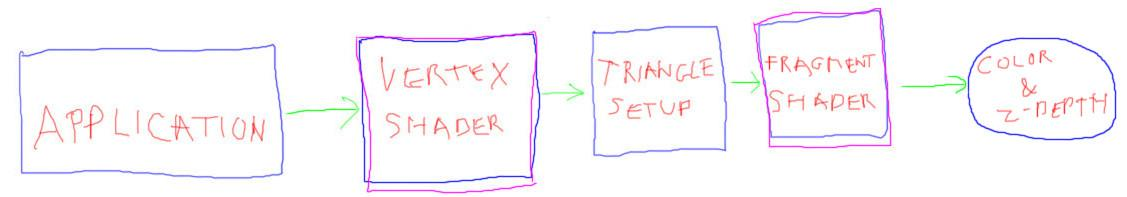 APPLICATION
VERTEX
SHADER
TRIANGLE
SETUP
FRAGMENT
SHADER
COLOR
&
Z-DEPTH